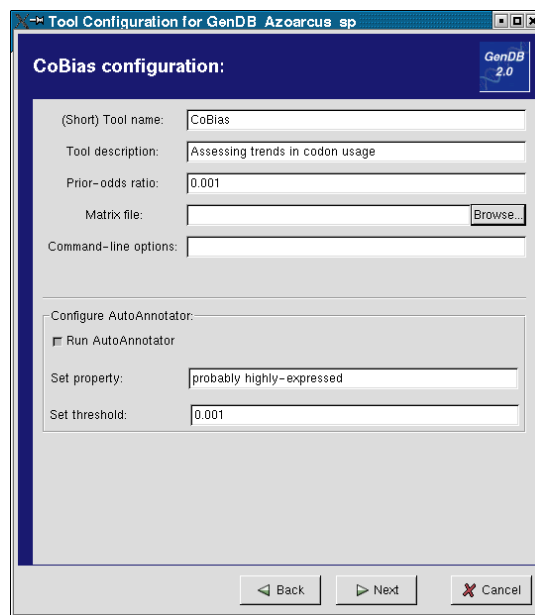 Tool Configuration for GenDB Azoarcus sp
CoBias configuration:
GenDB
2.0
(Short) Tool name: CoBias
Tool description: Assessing trends in codon usage
Prior-odds ratio: 0.001
Matrix file: Browse...
Command-line options:
Configure AutoAnnotator:
Run AutoAnnotator
Set property: probably highly-expressed
Set threshold: 0.001
Back Next Cancel